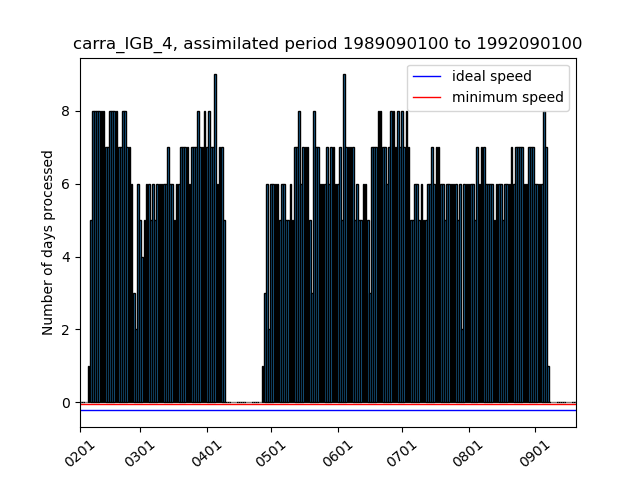 carra_IGB_4, assimilated period 1989090100 to 1992090100
ideal speed
minimum speed
Number of days processed
8
6
4
2
0
0201 0301 0401 0501 0601 0701 0801 0901